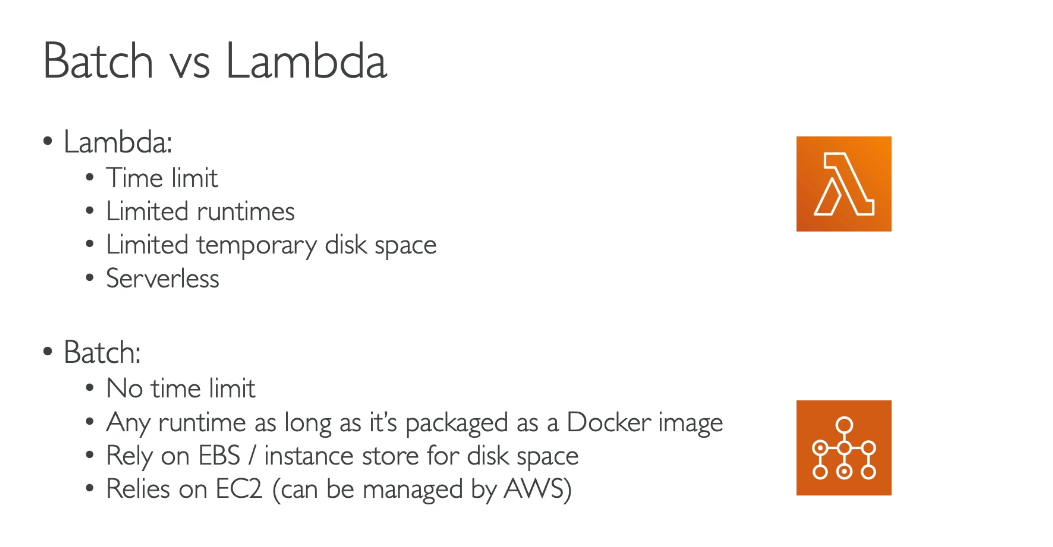 Batch vs Lambda
• Lambda:
• Time limit
• Limited runtimes
• Limited temporary disk space
• Serverless
• Batch:
• No time limit
• Any runtime as long as it's packaged as a Docker image
• Rely on EBS / instance store for disk space
• Relies on EC2 (can be managed by AWS)